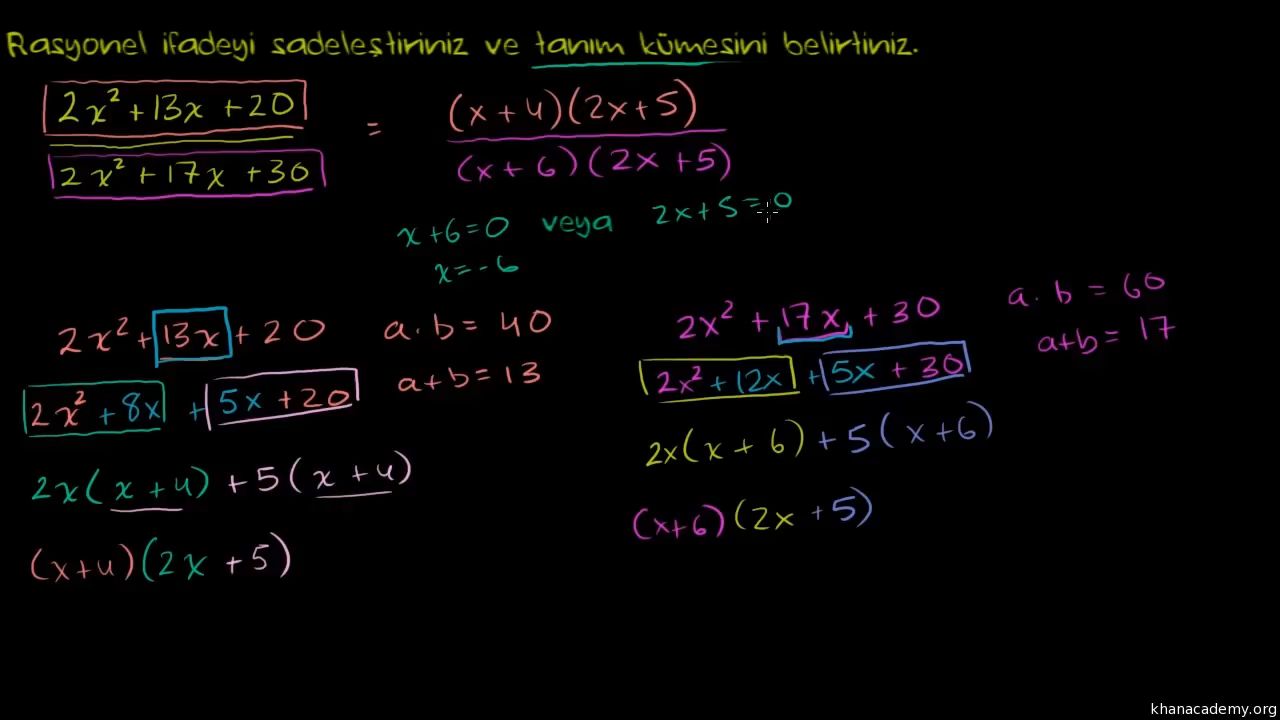 Rasyonel ifadeyi sadeleştiriniz ve tanım kümesini belirtiniz.
2x² + 13x + 20 = (x + 4)(2x + 5)
2x² + 17x + 30 (x + 6)(2x + 5)
x + 6 = 0 veya 2x + 5 = 0
x = - 6
2x² + 13x + 20 a . b = 40
a + b = 13
2x² + 8x + 5x + 20
2x(x + 4) + 5(x + 4)
(x + 4)(2x + 5)
2x² + 17x + 30 a . b = 60
a + b = 17
2x² + 12x + 5x + 30
2x(x + 6) + 5(x + 6)
(x + 6)(2x + 5)
khanacademy.org